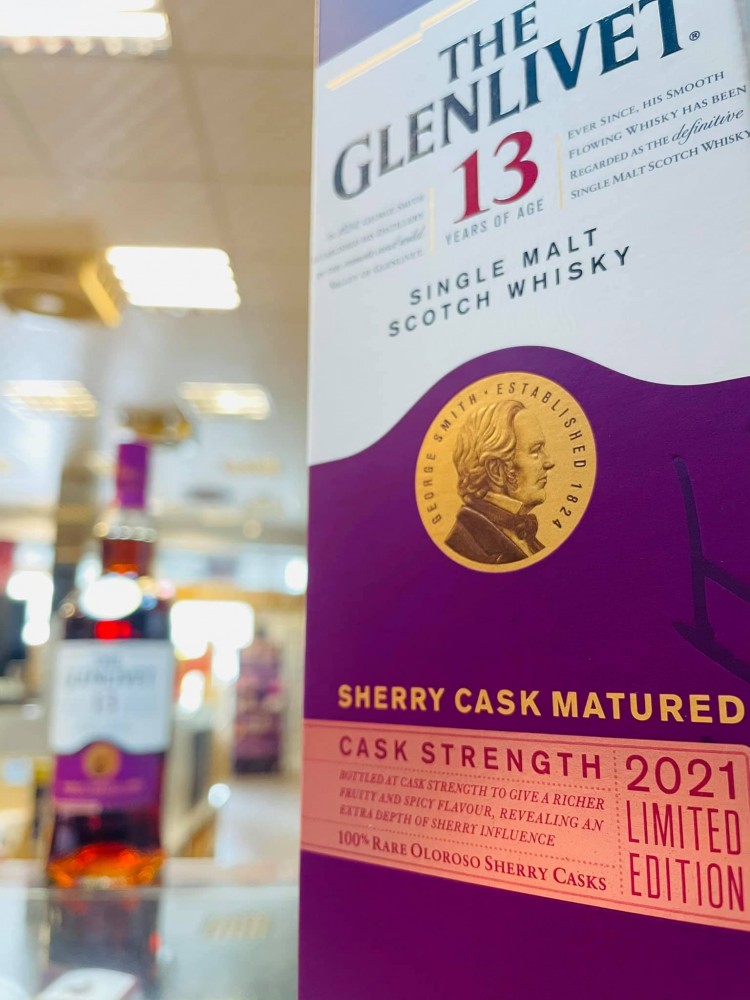 THE
GLENLIVET®
13
YEARS OF AGE
EVER SINCE, HIS SMOOTH
FLOWING WHISKY HAS BEEN
REGARDED AS THE definitive
SINGLE MALT SCOTCH WHISKY
SINGLE MALT
SCOTCH WHISKY
GEORGE SMITH · ESTABLISHED 1824
SHERRY CASK MATURED
CASK STRENGTH
BOTTLED AT CASK STRENGTH TO GIVE A RICHER
FRUITY AND SPICY FLAVOUR, REVEALING AN
EXTRA DEPTH OF SHERRY INFLUENCE
100% RARE OLOROSO SHERRY CASKS
2021
LIMITED
EDITION
THE
GLENLIVET
13